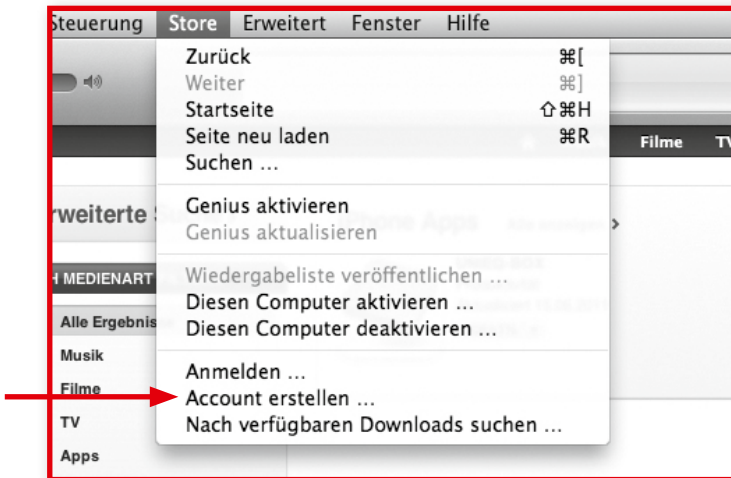 Steuerung Store Erweitert Fenster Hilfe
Zurück ⌘[
Weiter ⌘]
Startseite ⇧⌘H
Seite neu laden ⌘R
Suchen ...
Filme TV
rweiterte
Genius aktivieren
Genius aktualisieren
H MEDIENART
Wiedergabeliste veröffentlichen ...
Diesen Computer aktivieren ...
Diesen Computer deaktivieren ...
Alle Ergebnis
Musik
Filme
TV
Apps
Anmelden ...
Account erstellen ...
Nach verfügbaren Downloads suchen ...